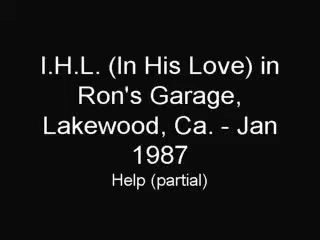 I.H.L. (In His Love) in
Ron's Garage,
Lakewood, Ca. - Jan
1987
Help (partial)